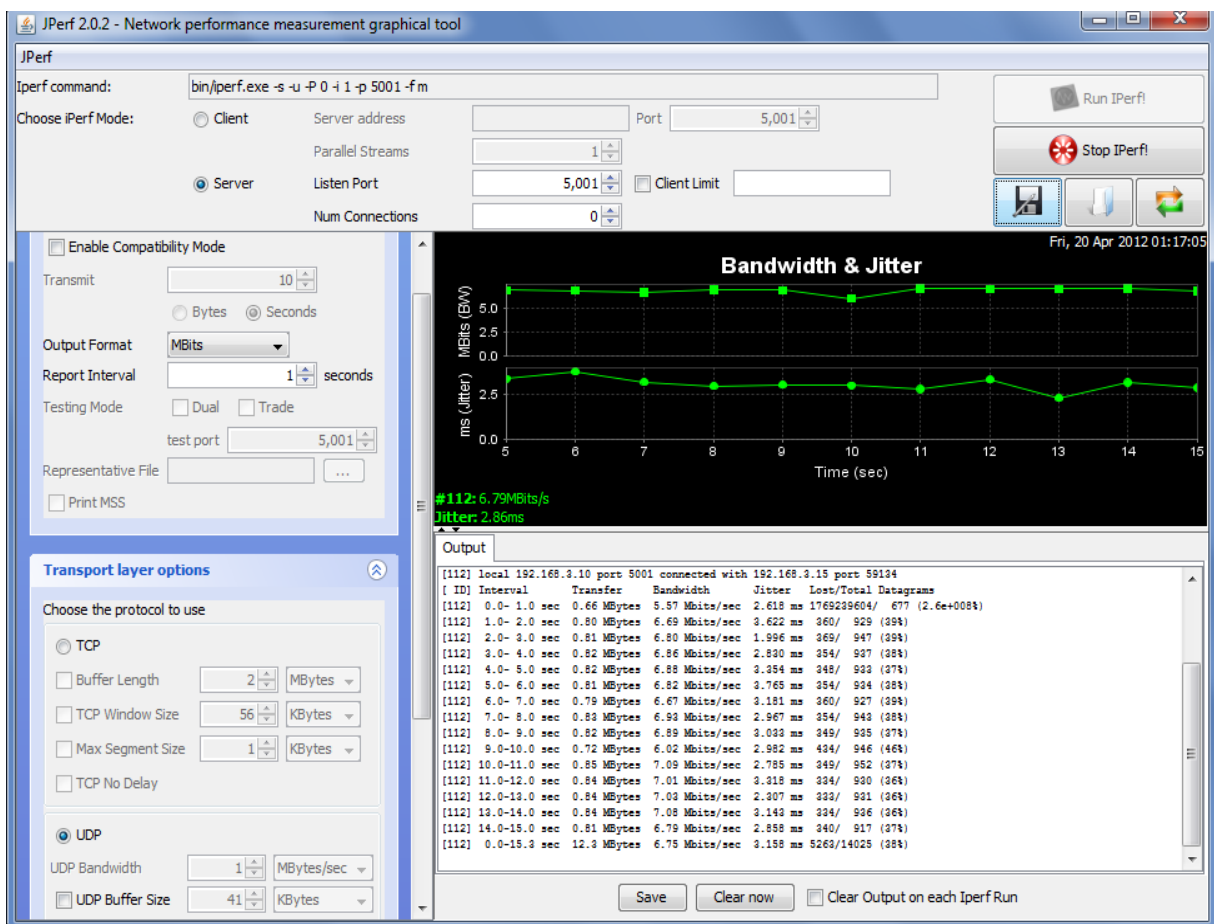 JPerf 2.0.2 - Network performance measurement graphical tool
JPerf
Iperf command: bin/iperf.exe -s -u -P 0 -i 1 -p 5001 -f m
Run IPerf!
Choose iPerf Mode: Client Server address Port 5,001
Parallel Streams 1
Stop IPerf!
Server Listen Port 5,001 Client Limit
Num Connections 0
Enable Compatibility Mode
Transmit 10
Bytes Seconds
Output Format MBits
Report Interval 1 seconds
Testing Mode Dual Trade
test port 5,001
Representative File ...
Print MSS
Transport layer options
Choose the protocol to use
TCP
Buffer Length 2 MBytes
TCP Window Size 56 KBytes
Max Segment Size 1 KBytes
TCP No Delay
UDP
UDP Bandwidth 1 MBytes/sec
UDP Buffer Size 41 KBytes
Fri, 20 Apr 2012 01:17:05
Bandwidth & Jitter
MBits (BW)
5.0
2.5
0.0
ms (Jitter)
2.5
0.0
5 6 7 8 9 10 11 12 13 14 15
Time (sec)
#112: 6.79MBits/s
Jitter: 2.86ms
Output
[112] local 192.168.3.10 port 5001 connected with 192.168.3.15 port 59134
[ ID] Interval Transfer Bandwidth Jitter Lost/Total Datagrams
[112] 0.0- 1.0 sec 0.66 MBytes 5.57 Mbits/sec 2.618 ms 1769239604/ 677 (2.6e+008%)
[112] 1.0- 2.0 sec 0.80 MBytes 6.69 Mbits/sec 3.622 ms 360/ 929 (39%)
[112] 2.0- 3.0 sec 0.81 MBytes 6.80 Mbits/sec 1.996 ms 369/ 947 (39%)
[112] 3.0- 4.0 sec 0.82 MBytes 6.86 Mbits/sec 2.830 ms 354/ 937 (38%)
[112] 4.0- 5.0 sec 0.82 MBytes 6.88 Mbits/sec 3.354 ms 348/ 933 (37%)
[112] 5.0- 6.0 sec 0.81 MBytes 6.82 Mbits/sec 3.765 ms 354/ 934 (38%)
[112] 6.0- 7.0 sec 0.79 MBytes 6.67 Mbits/sec 3.181 ms 360/ 927 (39%)
[112] 7.0- 8.0 sec 0.83 MBytes 6.93 Mbits/sec 2.967 ms 354/ 943 (38%)
[112] 8.0- 9.0 sec 0.82 MBytes 6.89 Mbits/sec 3.033 ms 349/ 935 (37%)
[112] 9.0-10.0 sec 0.72 MBytes 6.02 Mbits/sec 2.982 ms 434/ 946 (46%)
[112] 10.0-11.0 sec 0.85 MBytes 7.09 Mbits/sec 2.785 ms 349/ 952 (37%)
[112] 11.0-12.0 sec 0.84 MBytes 7.01 Mbits/sec 3.318 ms 334/ 930 (36%)
[112] 12.0-13.0 sec 0.84 MBytes 7.03 Mbits/sec 2.307 ms 333/ 931 (36%)
[112] 13.0-14.0 sec 0.84 MBytes 7.08 Mbits/sec 3.143 ms 334/ 936 (36%)
[112] 14.0-15.0 sec 0.81 MBytes 6.79 Mbits/sec 2.858 ms 340/ 917 (37%)
[112] 0.0-15.3 sec 12.3 MBytes 6.75 Mbits/sec 3.158 ms 5263/14025 (38%)
Save Clear now Clear Output on each Iperf Run